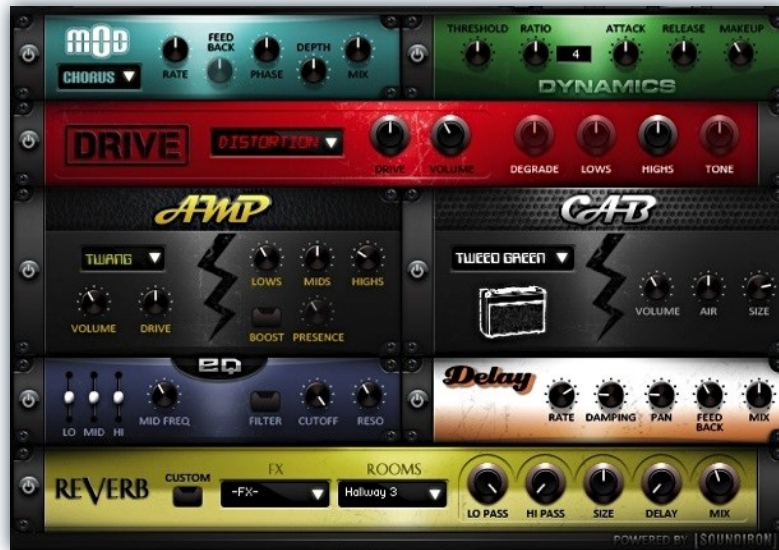 MOD
CHORUS
RATE
FEED
BACK
PHASE
DEPTH
MIX
THRESHOLD
RATIO
4
ATTACK
RELEASE
MAKEUP
DYNAMICS
DRIVE
DISTORTION
DRIVE
VOLUME
DEGRADE
LOWS
HIGHS
TONE
AMP
TWANG
VOLUME
DRIVE
LOWS
MIDS
HIGHS
BOOST
PRESENCE
CAB
TWEED GREEN
VOLUME
AIR
SIZE
EQ
LO
MID
HI
MID FREQ
FILTER
CUTOFF
RESO
Delay
RATE
DAMPING
PAN
FEED
BACK
MIX
REVERB
CUSTOM
FX
-FX-
ROOMS
Hallway 3
LO PASS
HI PASS
SIZE
DELAY
MIX
POWERED BY [SOUNDIRON]